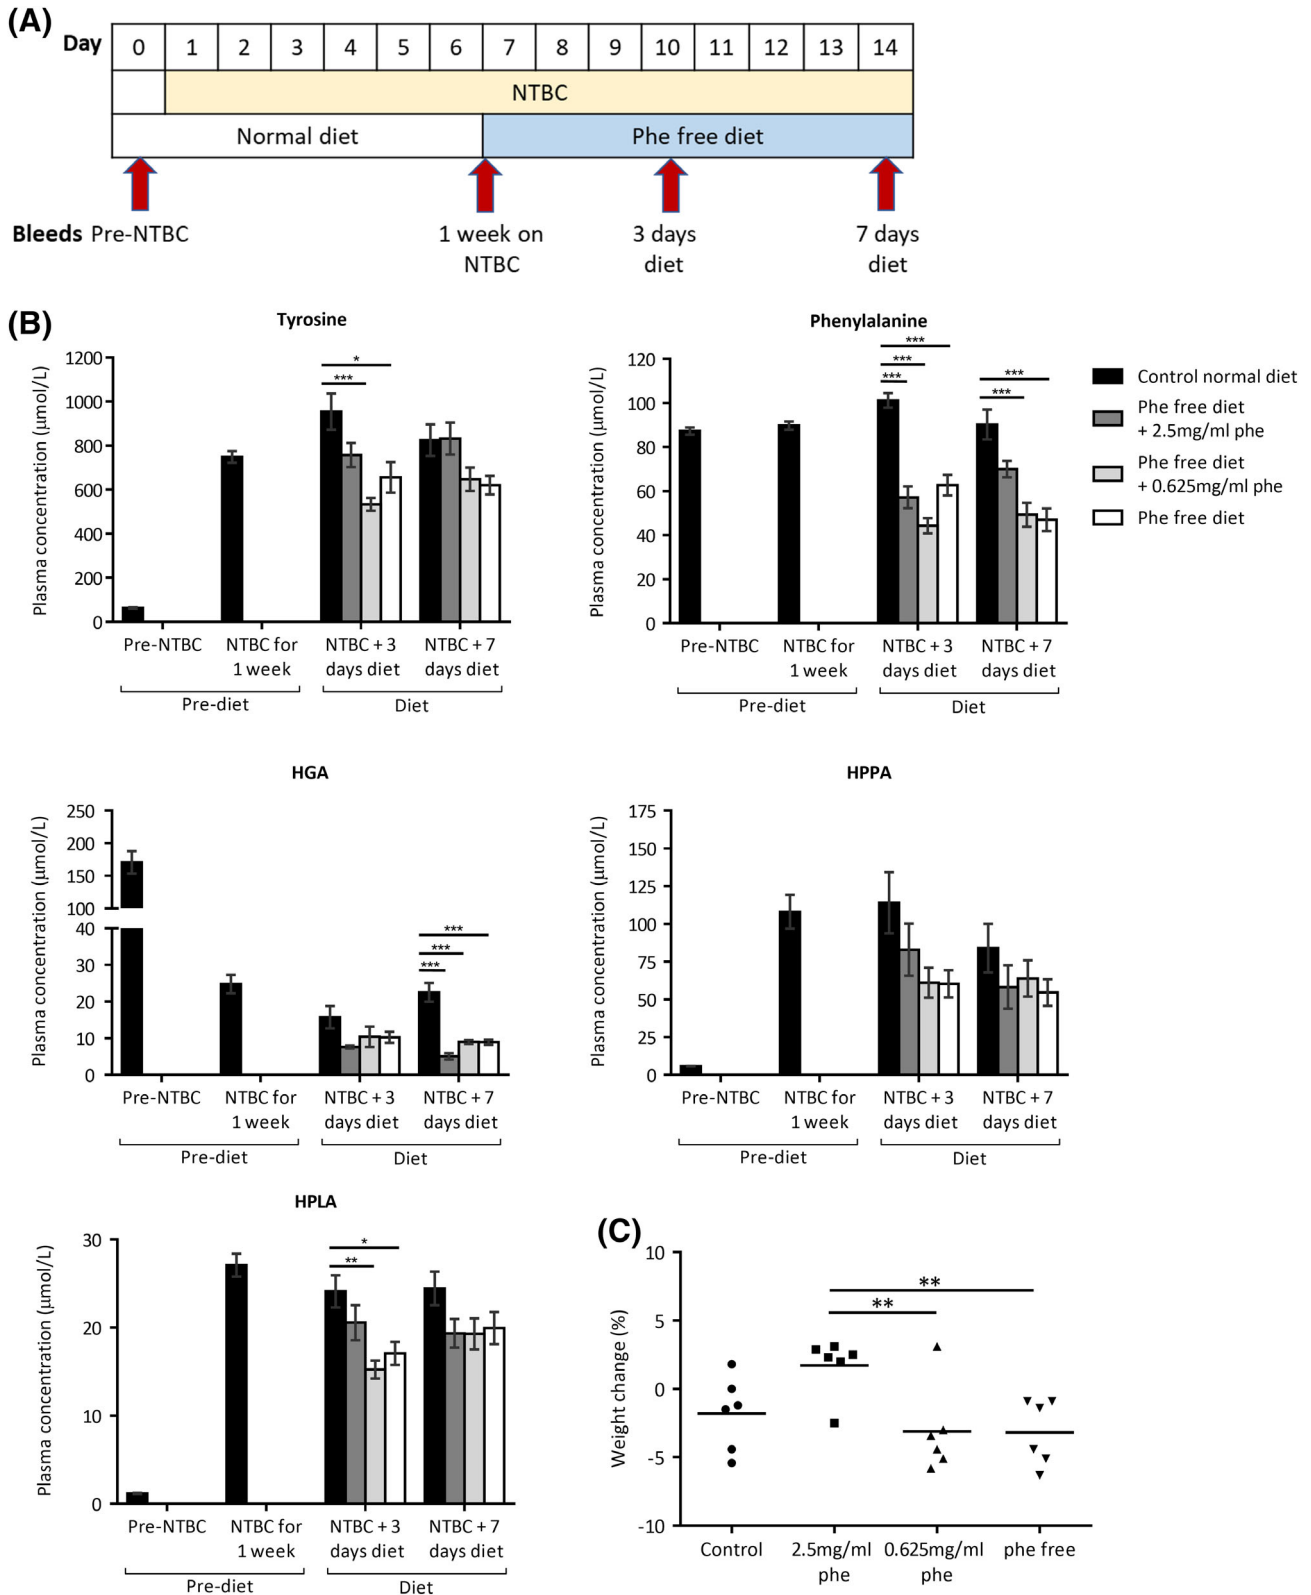 (A)
Day 0 1 2 3 4 5 6 7 8 9 10 11 12 13 14
NTBC
Normal diet Phe free diet
Bleeds Pre-NTBC 1 week on 3 days 7 days
NTBC diet diet
(B)
Tyrosine
Plasma concentration (μmol/L)
1200
1000
800
600
400
200
0
*
***
Pre-NTBC NTBC for NTBC + 3 NTBC + 7
1 week days diet days diet
Pre-diet Diet
Phenylalanine
Plasma concentration (μmol/L)
120
100
80
60
40
20
0
***
***
***
***
***
Pre-NTBC NTBC for NTBC + 3 NTBC + 7
1 week days diet days diet
Pre-diet Diet
Control normal diet
Phe free diet
+ 2.5mg/ml phe
Phe free diet
+ 0.625mg/ml phe
Phe free diet
HGA
Plasma concentration (μmol/L)
250
200
150
100
40
30
20
10
0
***
***
***
Pre-NTBC NTBC for NTBC + 3 NTBC + 7
1 week days diet days diet
Pre-diet Diet
HPPA
Plasma concentration (μmol/L)
175
150
125
100
75
50
25
0
Pre-NTBC NTBC for NTBC + 3 NTBC + 7
1 week days diet days diet
Pre-diet Diet
HPLA
Plasma concentration (μmol/L)
30
20
10
0
*
**
Pre-NTBC NTBC for NTBC + 3 NTBC + 7
1 week days diet days diet
Pre-diet Diet
(C)
Weight change (%)
10
5
0
-5
-10
**
**
Control 2.5mg/ml 0.625mg/ml phe free
phe phe